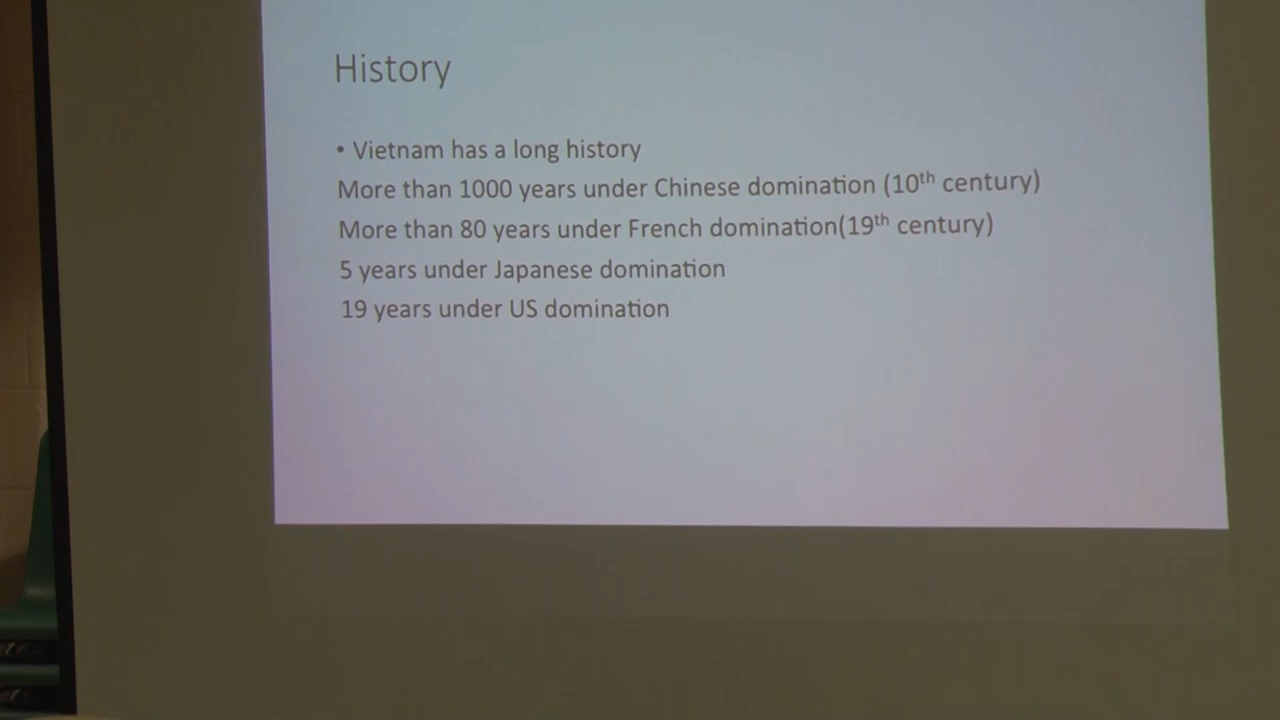 History
• Vietnam has a long history
More than 1000 years under Chinese domination (10th century)
More than 80 years under French domination(19th century)
5 years under Japanese domination
19 years under US domination